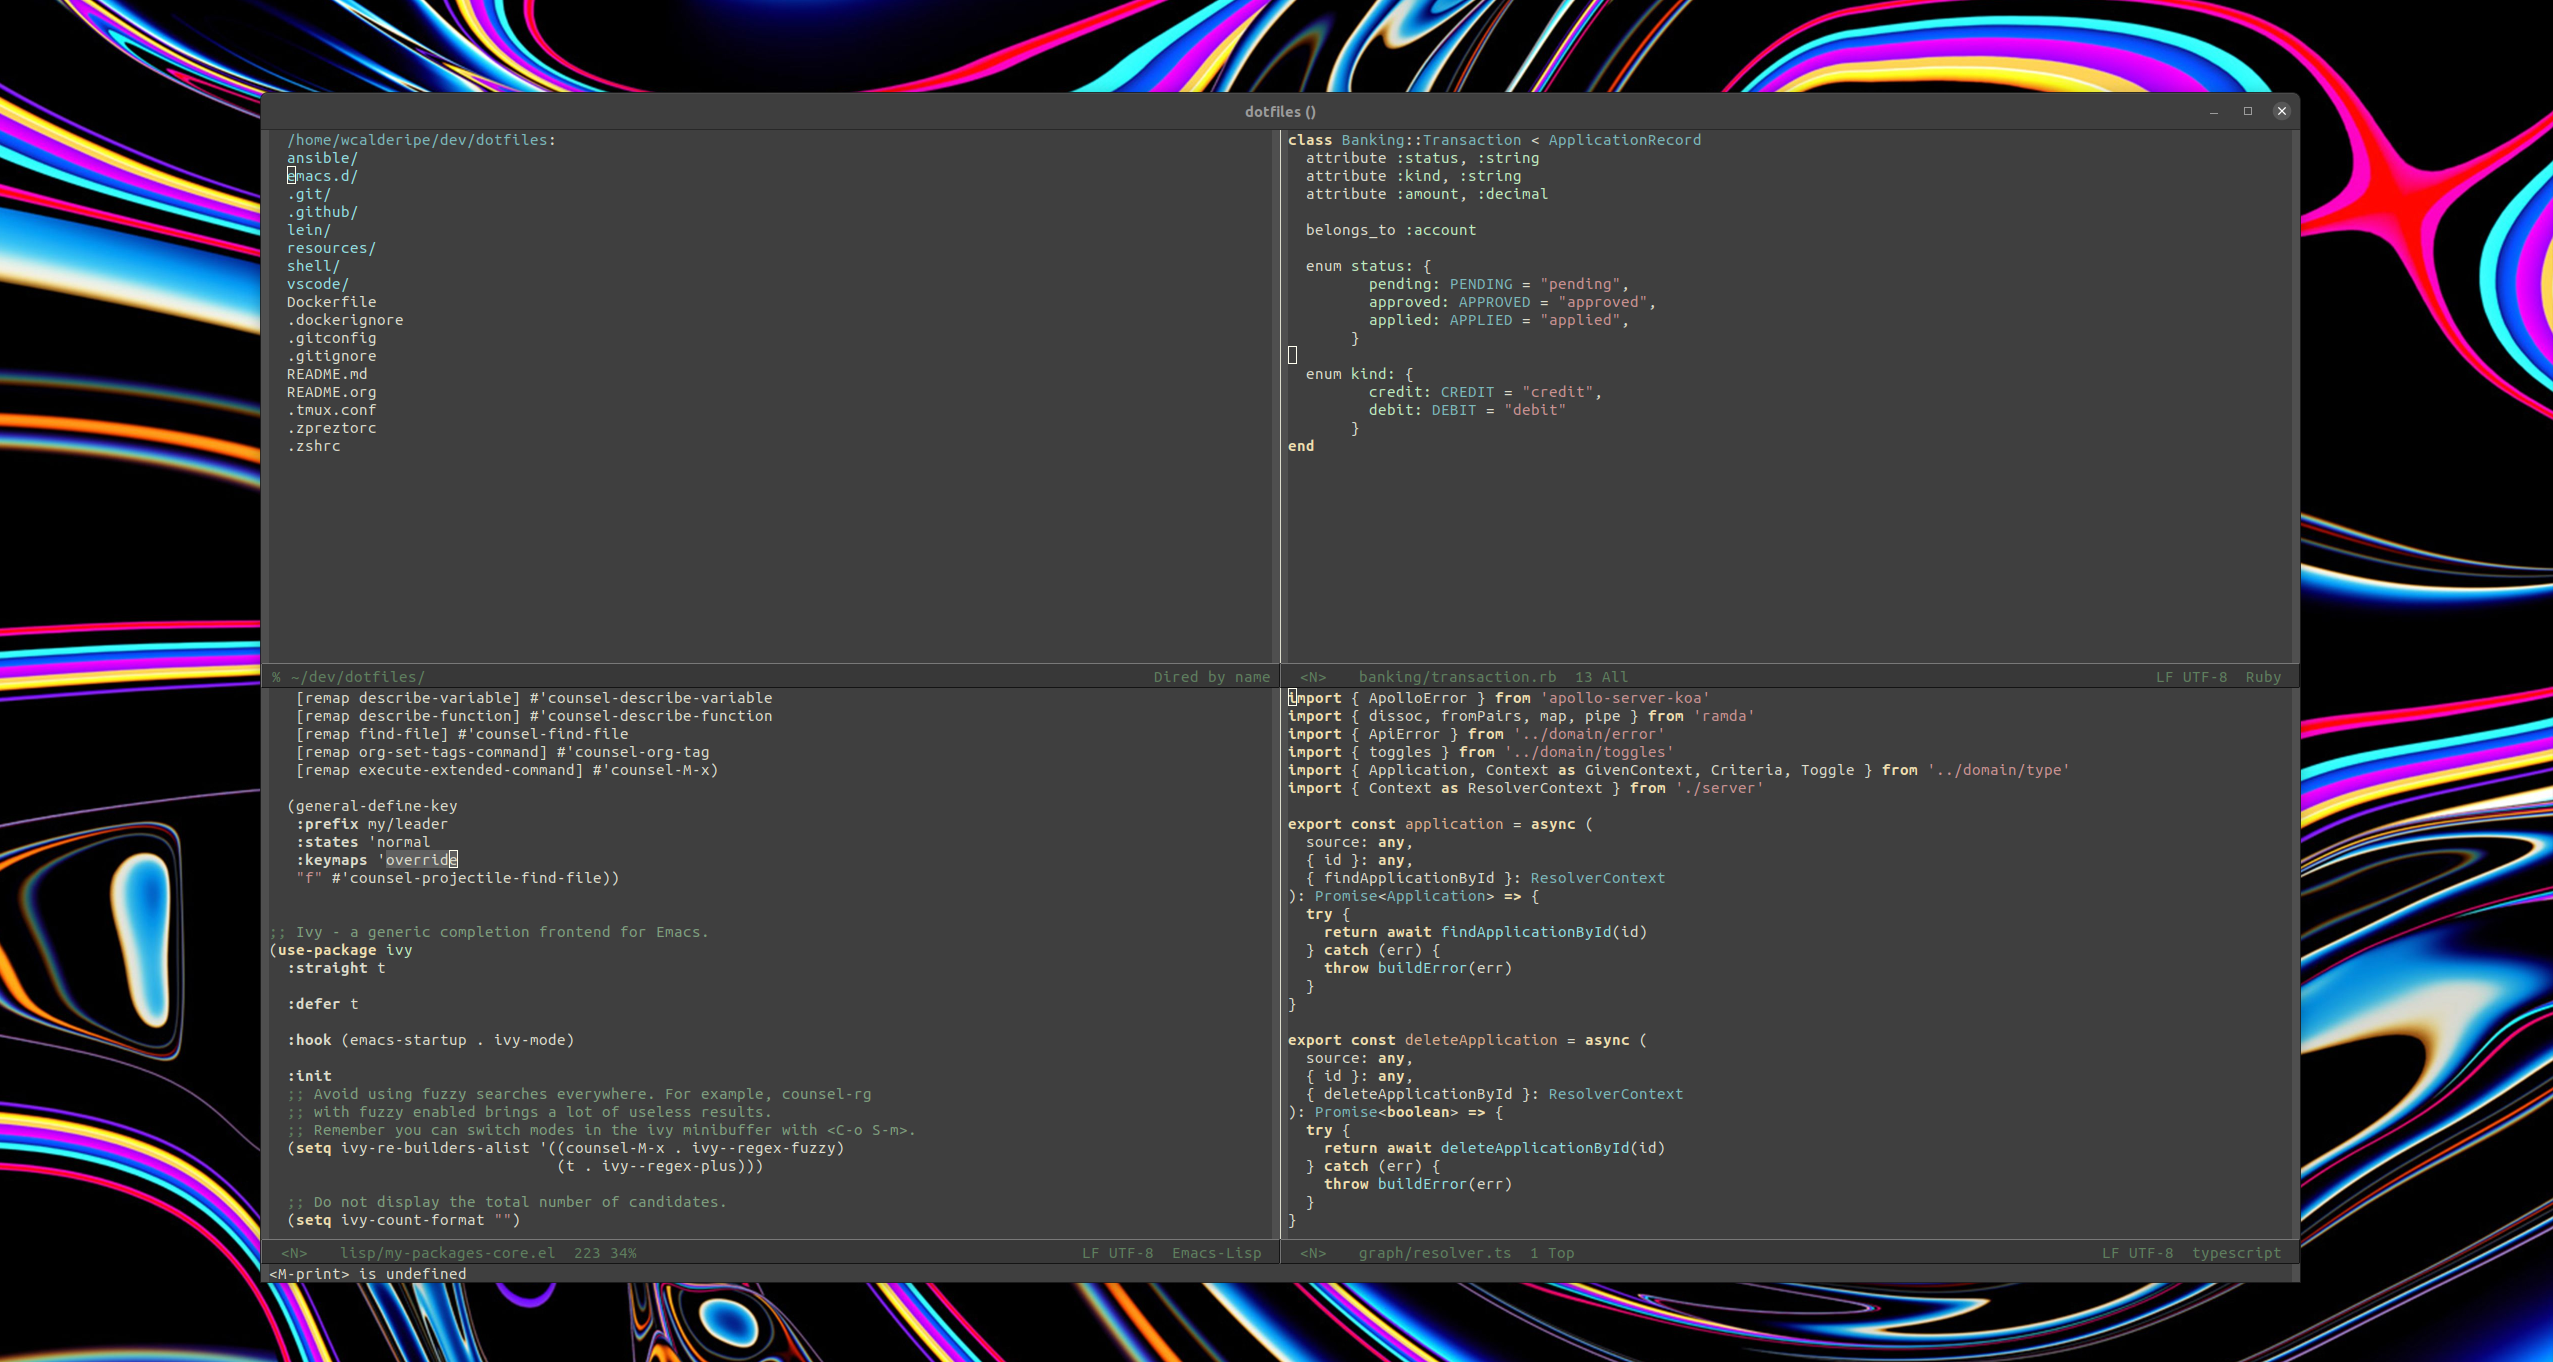 dotfiles ()
/home/wcalderipe/dev/dotfiles:
ansible/
emacs.d/
.git/
.github/
lein/
resources/
shell/
vscode/
Dockerfile
.dockerignore
.gitconfig
.gitignore
README.md
README.org
.tmux.conf
.zpreztorc
.zshrc
% ~/dev/dotfiles/ Dired by name
class Banking::Transaction < ApplicationRecord
  attribute :status, :string
  attribute :kind, :string
  attribute :amount, :decimal
  belongs_to :account
  enum status: {
         pending: PENDING = "pending",
         approved: APPROVED = "approved",
         applied: APPLIED = "applied",
       }
  enum kind: {
         credit: CREDIT = "credit",
         debit: DEBIT = "debit"
       }
end
<N> banking/transaction.rb 13 All LF UTF-8 Ruby
   [remap describe-variable] #'counsel-describe-variable
   [remap describe-function] #'counsel-describe-function
   [remap find-file] #'counsel-find-file
   [remap org-set-tags-command] #'counsel-org-tag
   [remap execute-extended-command] #'counsel-M-x)
  (general-define-key
   :prefix my/leader
   :states 'normal
   :keymaps 'override
   "f" #'counsel-projectile-find-file))
;; Ivy - a generic completion frontend for Emacs.
(use-package ivy
  :straight t
  :defer t
  :hook (emacs-startup . ivy-mode)
  :init
  ;; Avoid using fuzzy searches everywhere. For example, counsel-rg
  ;; with fuzzy enabled brings a lot of useless results.
  ;; Remember you can switch modes in the ivy minibuffer with <C-o S-m>.
  (setq ivy-re-builders-alist '((counsel-M-x . ivy--regex-fuzzy)
                                (t . ivy--regex-plus)))
  ;; Do not display the total number of candidates.
  (setq ivy-count-format "")
<N> lisp/my-packages-core.el 223 34% LF UTF-8 Emacs-Lisp
import { ApolloError } from 'apollo-server-koa'
import { dissoc, fromPairs, map, pipe } from 'ramda'
import { ApiError } from '../domain/error'
import { toggles } from '../domain/toggles'
import { Application, Context as GivenContext, Criteria, Toggle } from '../domain/type'
import { Context as ResolverContext } from './server'
export const application = async (
  source: any,
  { id }: any,
  { findApplicationById }: ResolverContext
): Promise<Application> => {
  try {
    return await findApplicationById(id)
  } catch (err) {
    throw buildError(err)
  }
}
export const deleteApplication = async (
  source: any,
  { id }: any,
  { deleteApplicationById }: ResolverContext
): Promise<boolean> => {
  try {
    return await deleteApplicationById(id)
  } catch (err) {
    throw buildError(err)
  }
}
<N> graph/resolver.ts 1 Top LF UTF-8 typescript
<M-print> is undefined